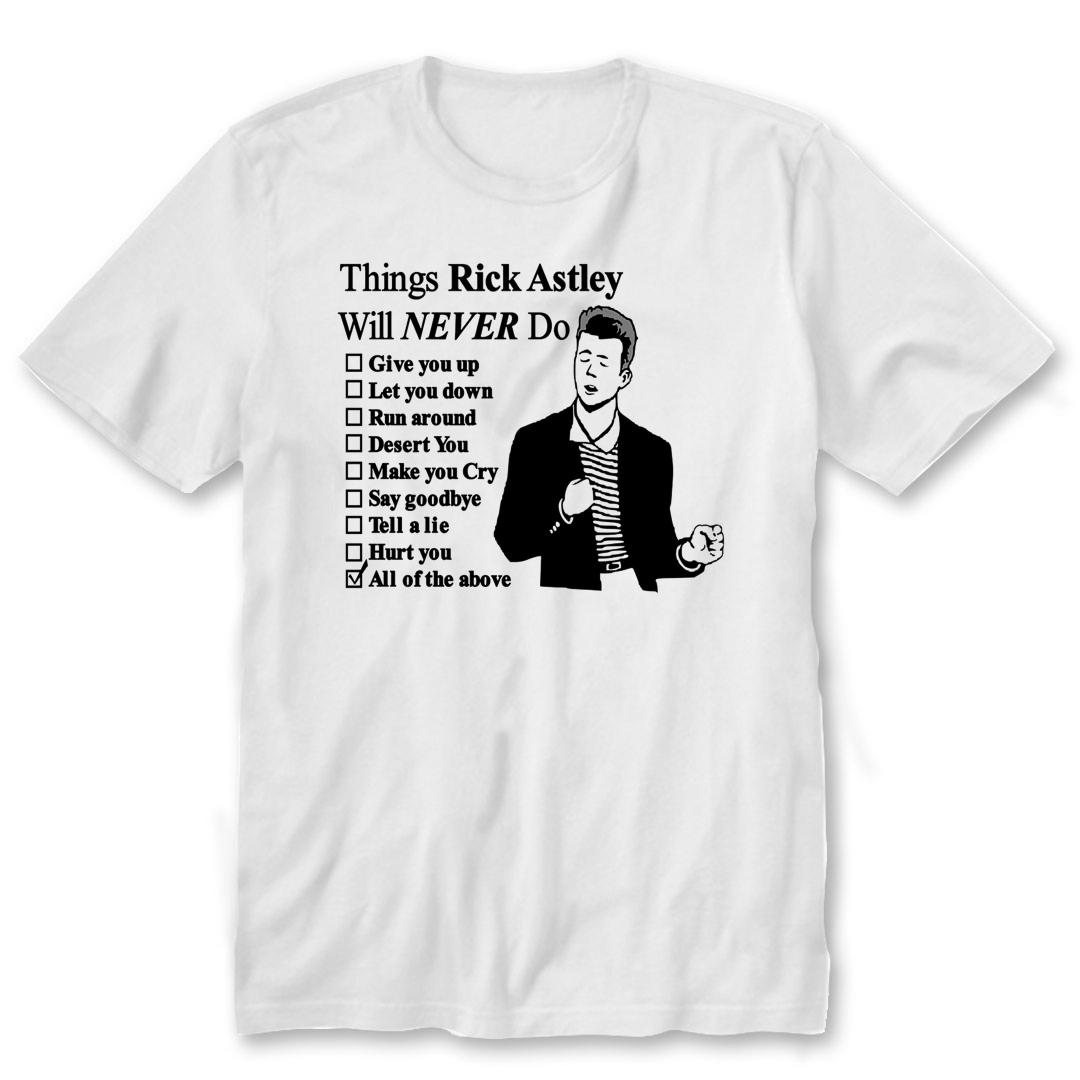 Things Rick Astley
Will NEVER Do
Give you up
Let you down
Run around
Desert You
Make you Cry
Say goodbye
Tell a lie
Hurt you
All of the above